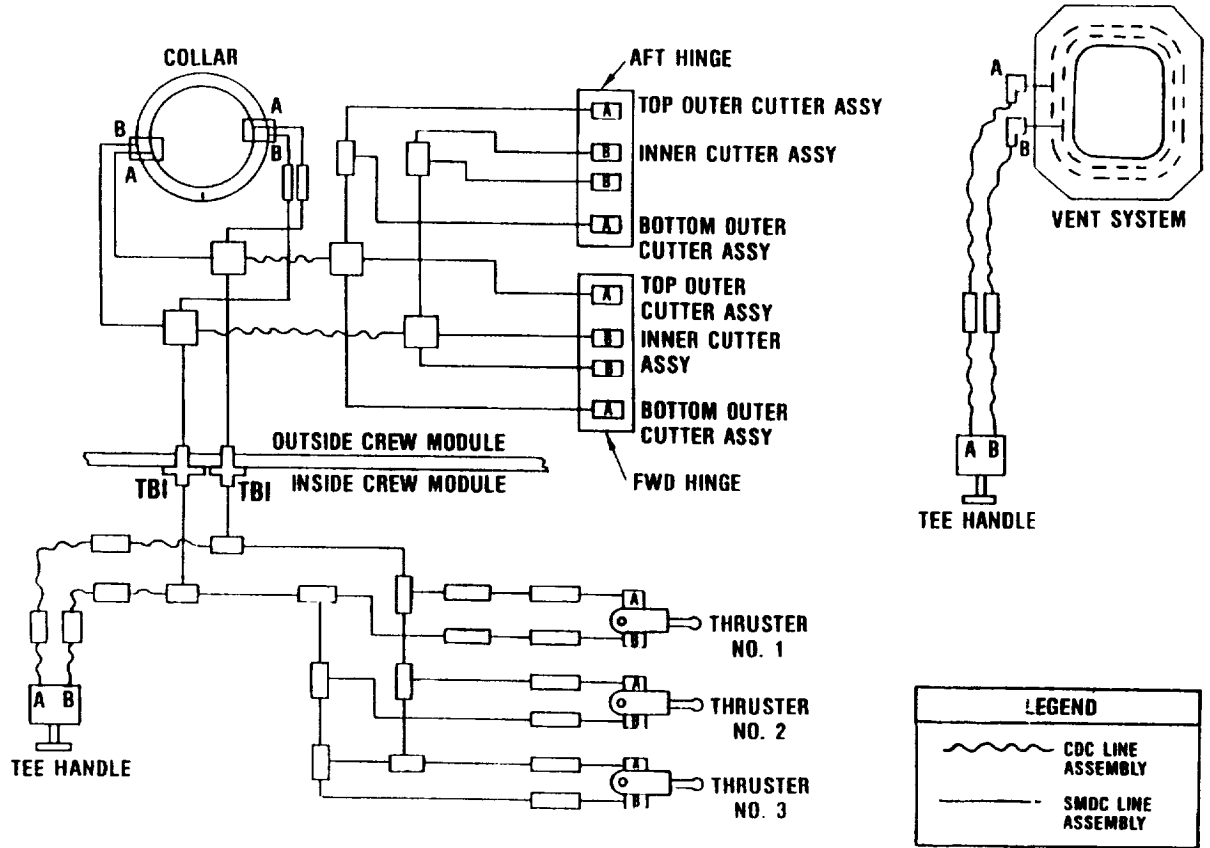 COLLAR
A
B
B
A
AFT HINGE
A
TOP OUTER CUTTER ASSY
B
INNER CUTTER ASSY
B
A
BOTTOM OUTER
CUTTER ASSY
A
TOP OUTER
CUTTER ASSY
B
INNER CUTTER
ASSY
B
A
BOTTOM OUTER
CUTTER ASSY
FWD HINGE
OUTSIDE CREW MODULE
INSIDE CREW MODULE
TBI
TBI
A
B
TEE HANDLE
A
B
THRUSTER
NO. 1
A
B
THRUSTER
NO. 2
A
B
THRUSTER
NO. 3
A
B
VENT SYSTEM
A
B
TEE HANDLE
LEGEND
CDC LINE
ASSEMBLY
SMDC LINE
ASSEMBLY